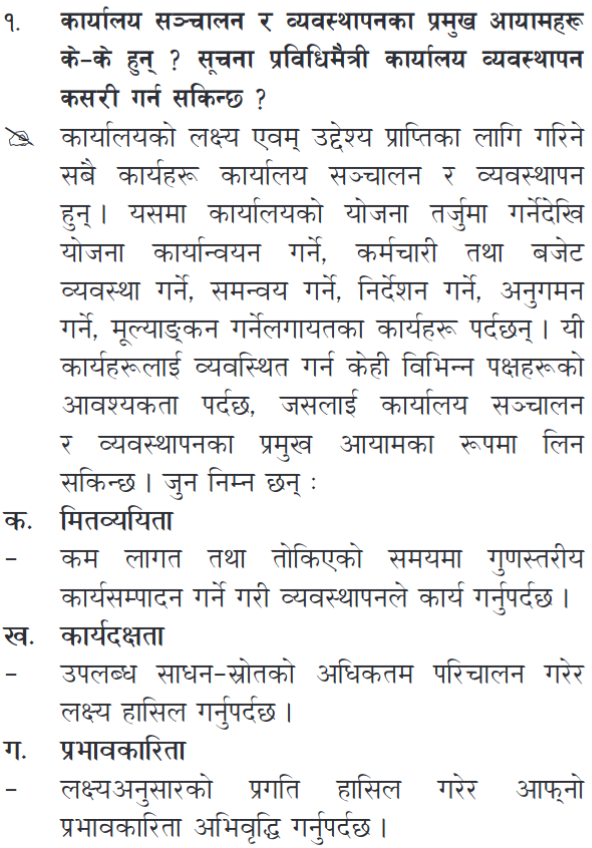 १. कार्यालय सञ्चालन र व्यवस्थापनका प्रमुख आयामहरू
के-के हुन् ? सूचना प्रविधिमैत्री कार्यालय व्यवस्थापन
कसरी गर्न सकिन्छ ?
कार्यालयको लक्ष्य एवम् उद्देश्य प्राप्तिका लागि गरिने
सबै कार्यहरू कार्यालय सञ्चालन र व्यवस्थापन
हुन् । यसमा कार्यालयको योजना तर्जुमा गर्नेदेखि
योजना कार्यान्वयन गर्ने, कर्मचारी तथा बजेट
व्यवस्था गर्ने, समन्वय गर्ने, निर्देशन गर्ने, अनुगमन
गर्ने, मूल्याङ्कन गर्नेलगायतका कार्यहरू पर्दछन् । यी
कार्यहरूलाई व्यवस्थित गर्न केही विभिन्न पक्षहरूको
आवश्यकता पर्दछ, जसलाई कार्यालय सञ्चालन
र व्यवस्थापनका प्रमुख आयामका रूपमा लिन
सकिन्छ । जुन निम्न छन् :
क. मितव्ययिता
- कम लागत तथा तोकिएको समयमा गुणस्तरीय
कार्यसम्पादन गर्ने गरी व्यवस्थापनले कार्य गर्नुपर्दछ ।
ख. कार्यदक्षता
- उपलब्ध साधन-स्रोतको अधिकतम परिचालन गरेर
लक्ष्य हासिल गर्नुपर्दछ ।
ग. प्रभावकारिता
- लक्ष्यअनुसारको प्रगति हासिल गरेर आफ्नो
प्रभावकारिता अभिवृद्धि गर्नुपर्दछ ।